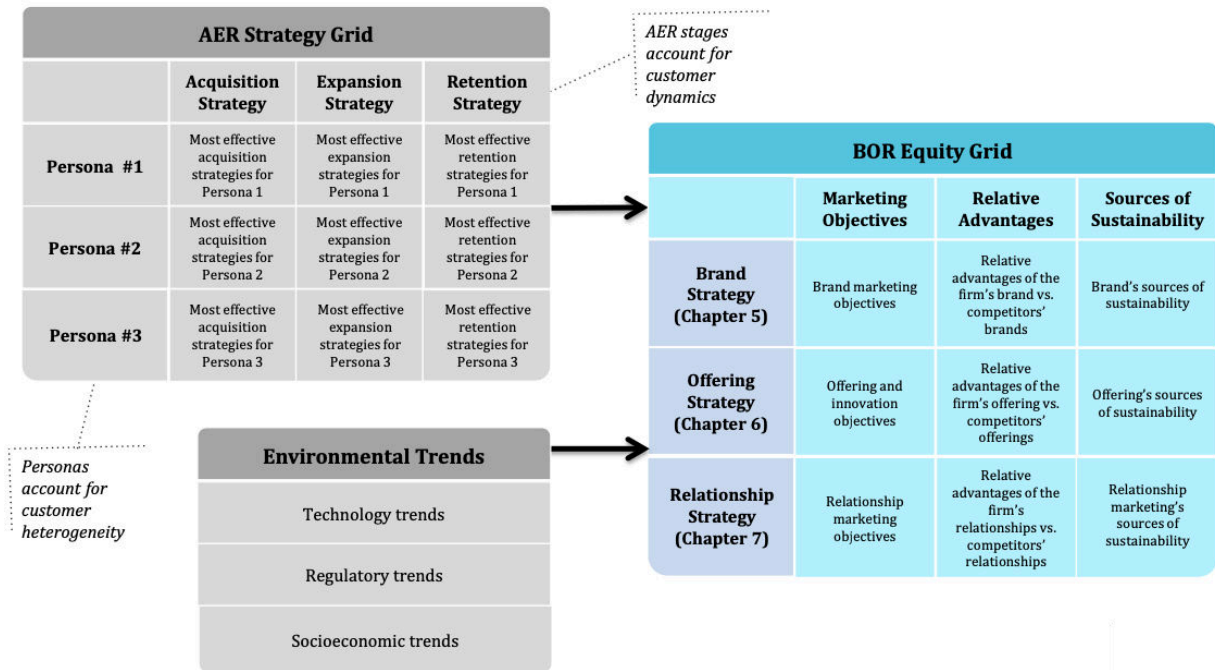 AER Strategy Grid
Acquisition
Strategy
Expansion
Strategy
Retention
Strategy
Persona #1
Most effective
acquisition
strategies for
Persona 1
Most effective
expansion
strategies for
Persona 1
Most effective
retention
strategies for
Persona 1
Persona #2
Most effective
acquisition
strategies for
Persona 2
Most effective
expansion
strategies for
Persona 2
Most effective
retention
strategies for
Persona 2
Persona #3
Most effective
acquisition
strategies for
Persona 3
Most effective
expansion
strategies for
Persona 3
Most effective
retention
strategies for
Persona 3
AER stages
account for
customer
dynamics
Personas
account for
customer
heterogeneity
Environmental Trends
Technology trends
Regulatory trends
Socioeconomic trends
BOR Equity Grid
Marketing
Objectives
Relative
Advantages
Sources of
Sustainability
Brand
Strategy
(Chapter 5)
Brand marketing
objectives
Relative
advantages of the
firm's brand vs.
competitors'
brands
Brand's sources of
sustainability
Offering
Strategy
(Chapter 6)
Offering and
innovation
objectives
Relative
advantages of the
firm's offering vs.
competitors'
offerings
Offering's sources
of sustainability
Relationship
Strategy
(Chapter 7)
Relationship
marketing
objectives
Relative
advantages of the
firm's
relationships vs.
competitors'
relationships
Relationship
marketing's
sources of
sustainability